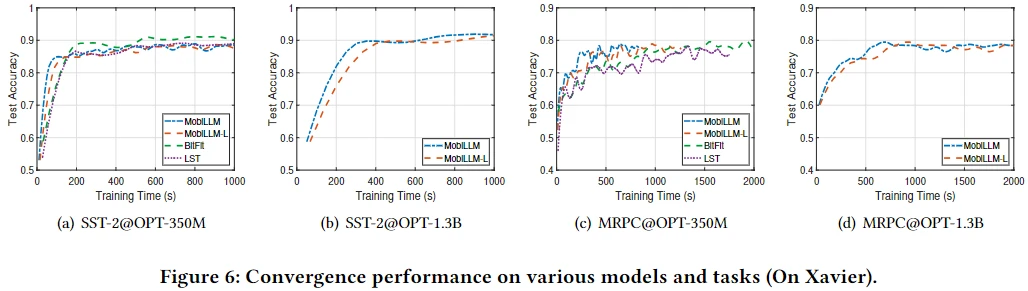 1
0.9
0.8
0.7
0.6
0.5
Test Accuracy
0 200 400 600 800 1000
Training Time (s)
MobiLLM
MobiLLM-L
BitFit
LST
(a) SST-2@OPT-350M
1
0.9
0.8
0.7
0.6
0.5
Test Accuracy
0 200 400 600 800 1000
Training Time (s)
MobiLLM
MobiLLM-L
(b) SST-2@OPT-1.3B
0.9
0.8
0.7
0.6
0.5
0.4
Test Accuracy
0 500 1000 1500 2000
Training Time (s)
MobiLLM
MobiLLM-L
BitFit
LST
(c) MRPC@OPT-350M
0.9
0.8
0.7
0.6
0.5
0.4
Test Accuracy
0 500 1000 1500 2000
Training Time (s)
MobiLLM
MobiLLM-L
(d) MRPC@OPT-1.3B
Figure 6: Convergence performance on various models and tasks (On Xavier).